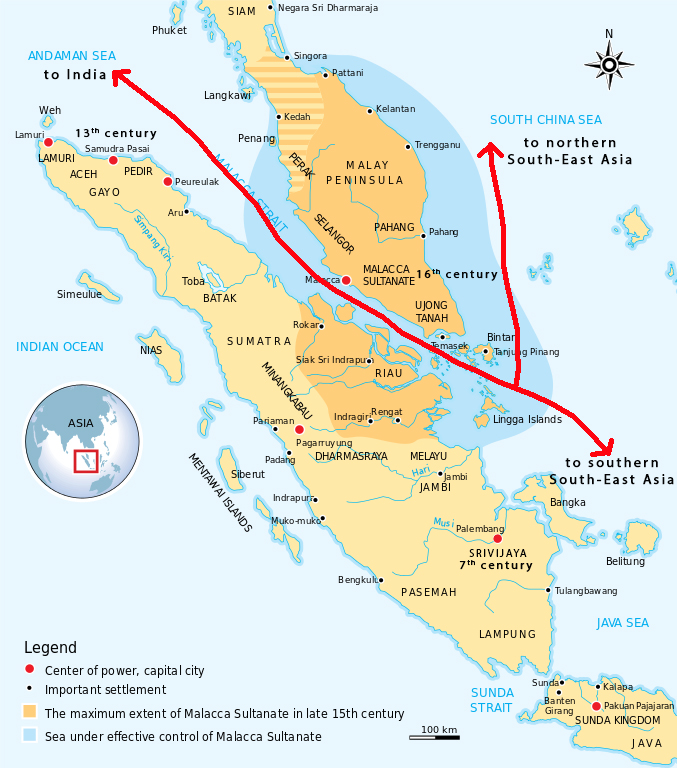 SIAM
Negara Sri Dharmaraja
Phuket
N
ANDAMAN SEA
to India
Singora
Pattani
Langkawi
Kedah
Kelantan
SOUTH CHINA SEA
Weh
Lamuri
13th century
Penang
Trengganu
to northern
South-East Asia
Samudra Pasai
LAMURI
ACEH
PEDIR
GAYO
Peureulak
MALACCA STRAIT
PERAK
MALAY
PENINSULA
Aru
Simpang Kiri
SELANGOR
PAHANG
Pahang
Toba
BATAK
Malacca
MALACCA
SULTANATE
16th century
Simeulue
UJONG
TANAH
Rokan
Temasek
Bintan
Tanjung Pinang
INDIAN OCEAN
NIAS
SUMATRA
Siak Sri Indrapura
RIAU
MINANGKABAU
ASIA
Pariaman
Indragiri
Rengat
Lingga Islands
Pagarruyung
Padang
DHARMASRAYA
MELAYU
to southern
South-East Asia
Siberut
Hari
Jambi
JAMBI
MENTAWAI ISLANDS
Indrapura
Muko-muko
Bangka
Musi
Palembang
SRIVIJAYA
7th century
Belitung
Bengkulu
PASEMAH
Tulangbawang
JAVA SEA
LAMPUNG
Legend
Center of power, capital city
Important settlement
The maximum extent of Malacca Sultanate in late 15th century
Sea under effective control of Malacca Sultanate
100 km
SUNDA
STRAIT
Sunda
Kalapa
Banten
Girang
Pakuan Pajajaran
SUNDA KINGDOM
JAVA